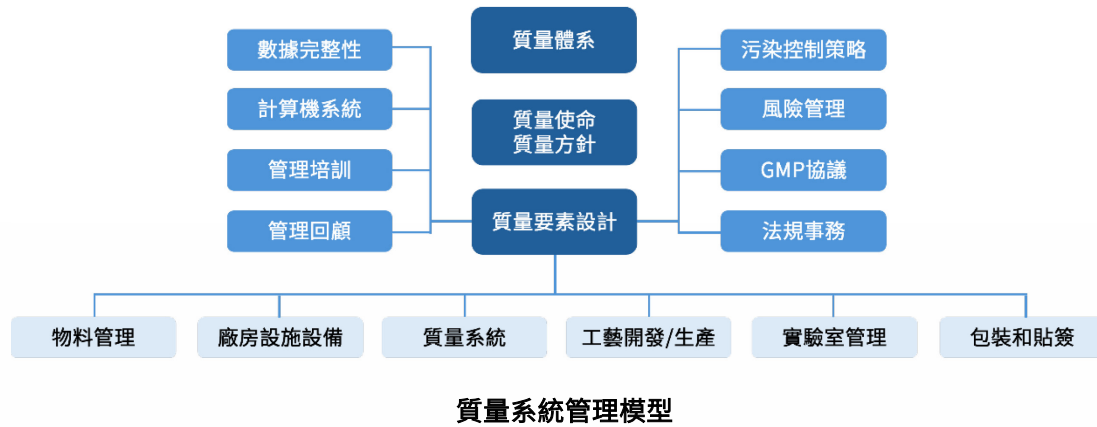 質量體系
質量使命
質量方針
質量要素設計
數據完整性
計算機系統
管理培訓
管理回顧
污染控制策略
風險管理
GMP協議
法規事務
物料管理
廠房設施設備
質量系統
工藝開發/生產
實驗室管理
包裝和貼簽
質量系統管理模型